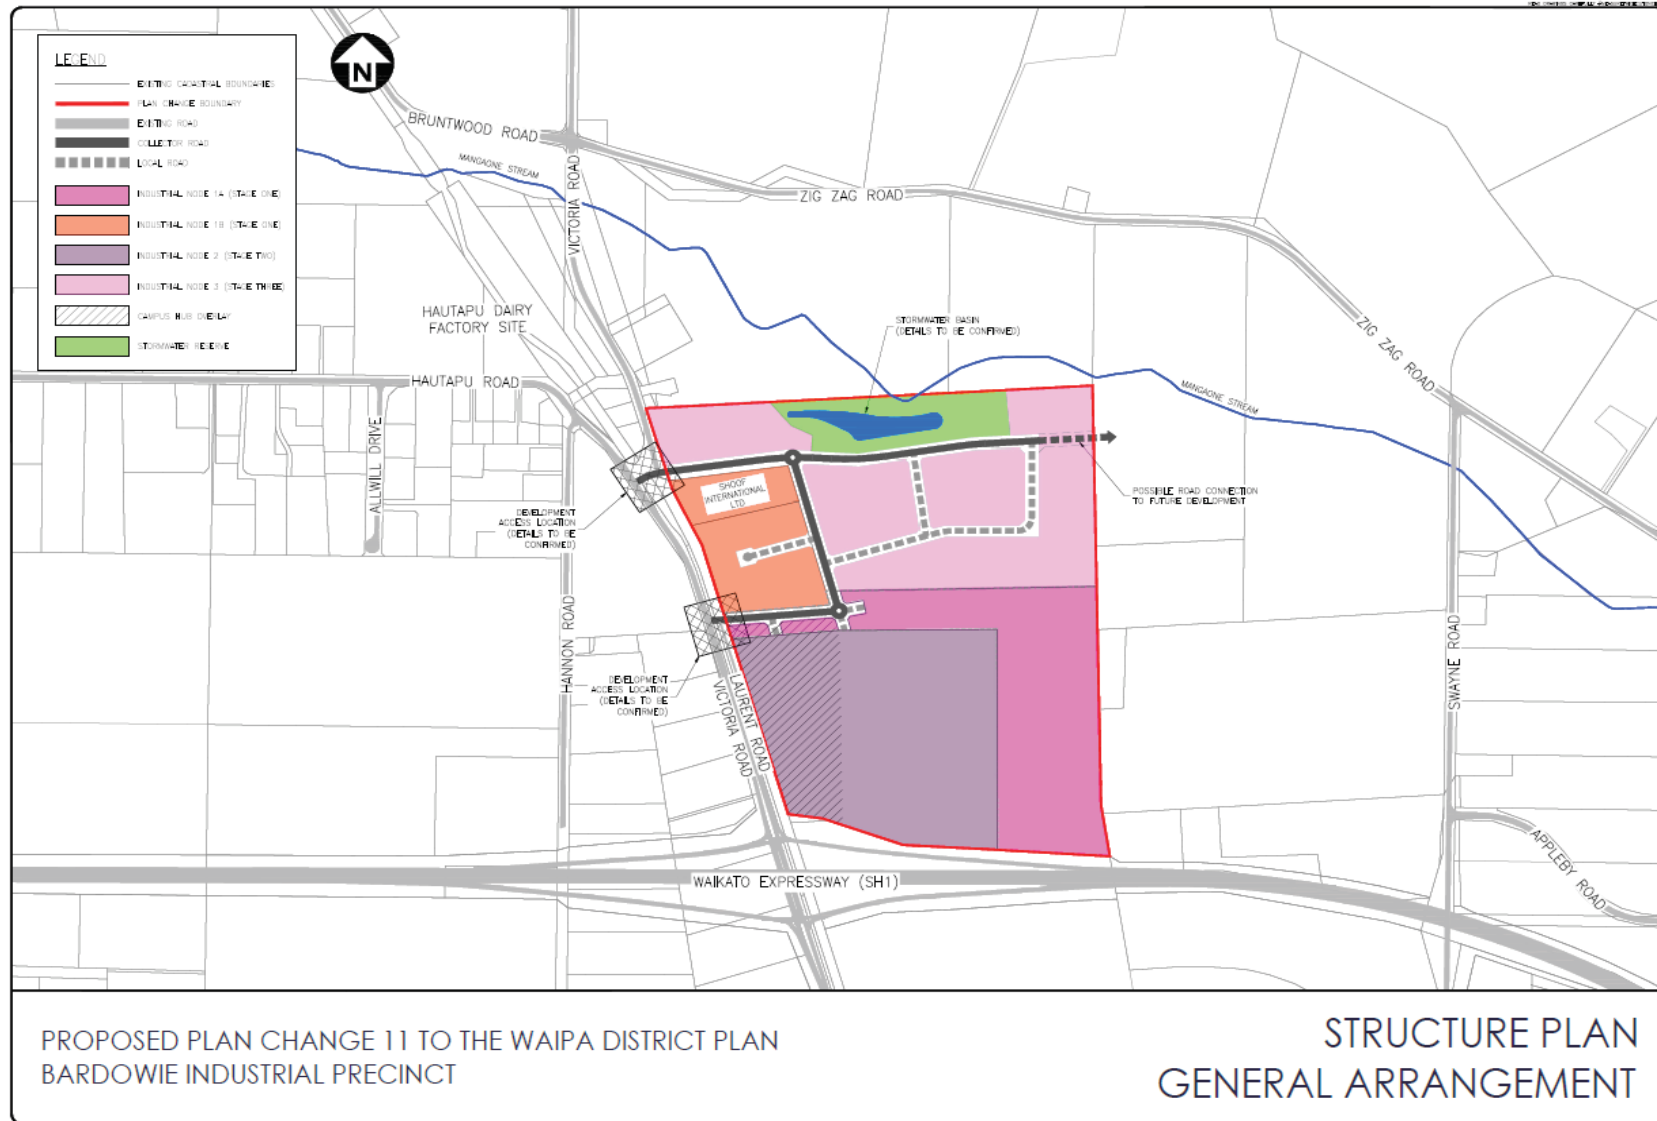 LEGEND
EXISTING CADASTRAL BOUNDARIES
PLAN CHANGE BOUNDARY
EXISTING ROAD
COLLECTOR ROAD
LOCAL ROAD
INDUSTRIAL NODE 1A (STAGE ONE)
INDUSTRIAL NODE 1B (STAGE ONE)
INDUSTRIAL NODE 2 (STAGE TWO)
INDUSTRIAL NODE 3 (STAGE THREE)
CAMPUS HUB OVERLAY
STORMWATER RESERVE
N
BRUNTWOOD ROAD
MANGAONE STREAM
VICTORIA ROAD
ZIG ZAG ROAD
ZIG ZAG ROAD
HAUTAPU DAIRY
FACTORY SITE
STORMWATER BASIN
(DETAILS TO BE CONFIRMED)
HAUTAPU ROAD
MANGAONE STREAM
ALLWILL DRIVE
SHOOF
INTERNATIONAL
LTD
POSSIBLE ROAD CONNECTION
TO FUTURE DEVELOPMENT
DEVELOPMENT
ACCESS LOCATION
(DETAILS TO BE
CONFIRMED)
HANNON ROAD
DEVELOPMENT
ACCESS LOCATION
(DETAILS TO BE
CONFIRMED)
LAURENT ROAD
VICTORIA ROAD
SWAYNE ROAD
APPLEBY ROAD
WAIKATO EXPRESSWAY (SH1)
PROPOSED PLAN CHANGE 11 TO THE WAIPA DISTRICT PLAN
BARDOWIE INDUSTRIAL PRECINCT
STRUCTURE PLAN
GENERAL ARRANGEMENT